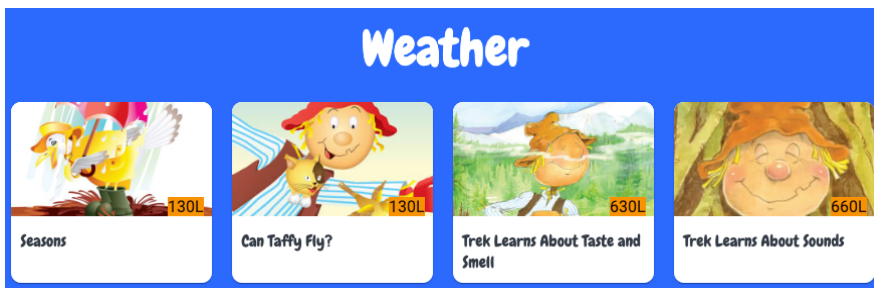 Weather
130L
130L
630L
660L
Seasons
Can Taffy Fly?
Trek Learns About Taste and
Smell
Trek Learns About Sounds